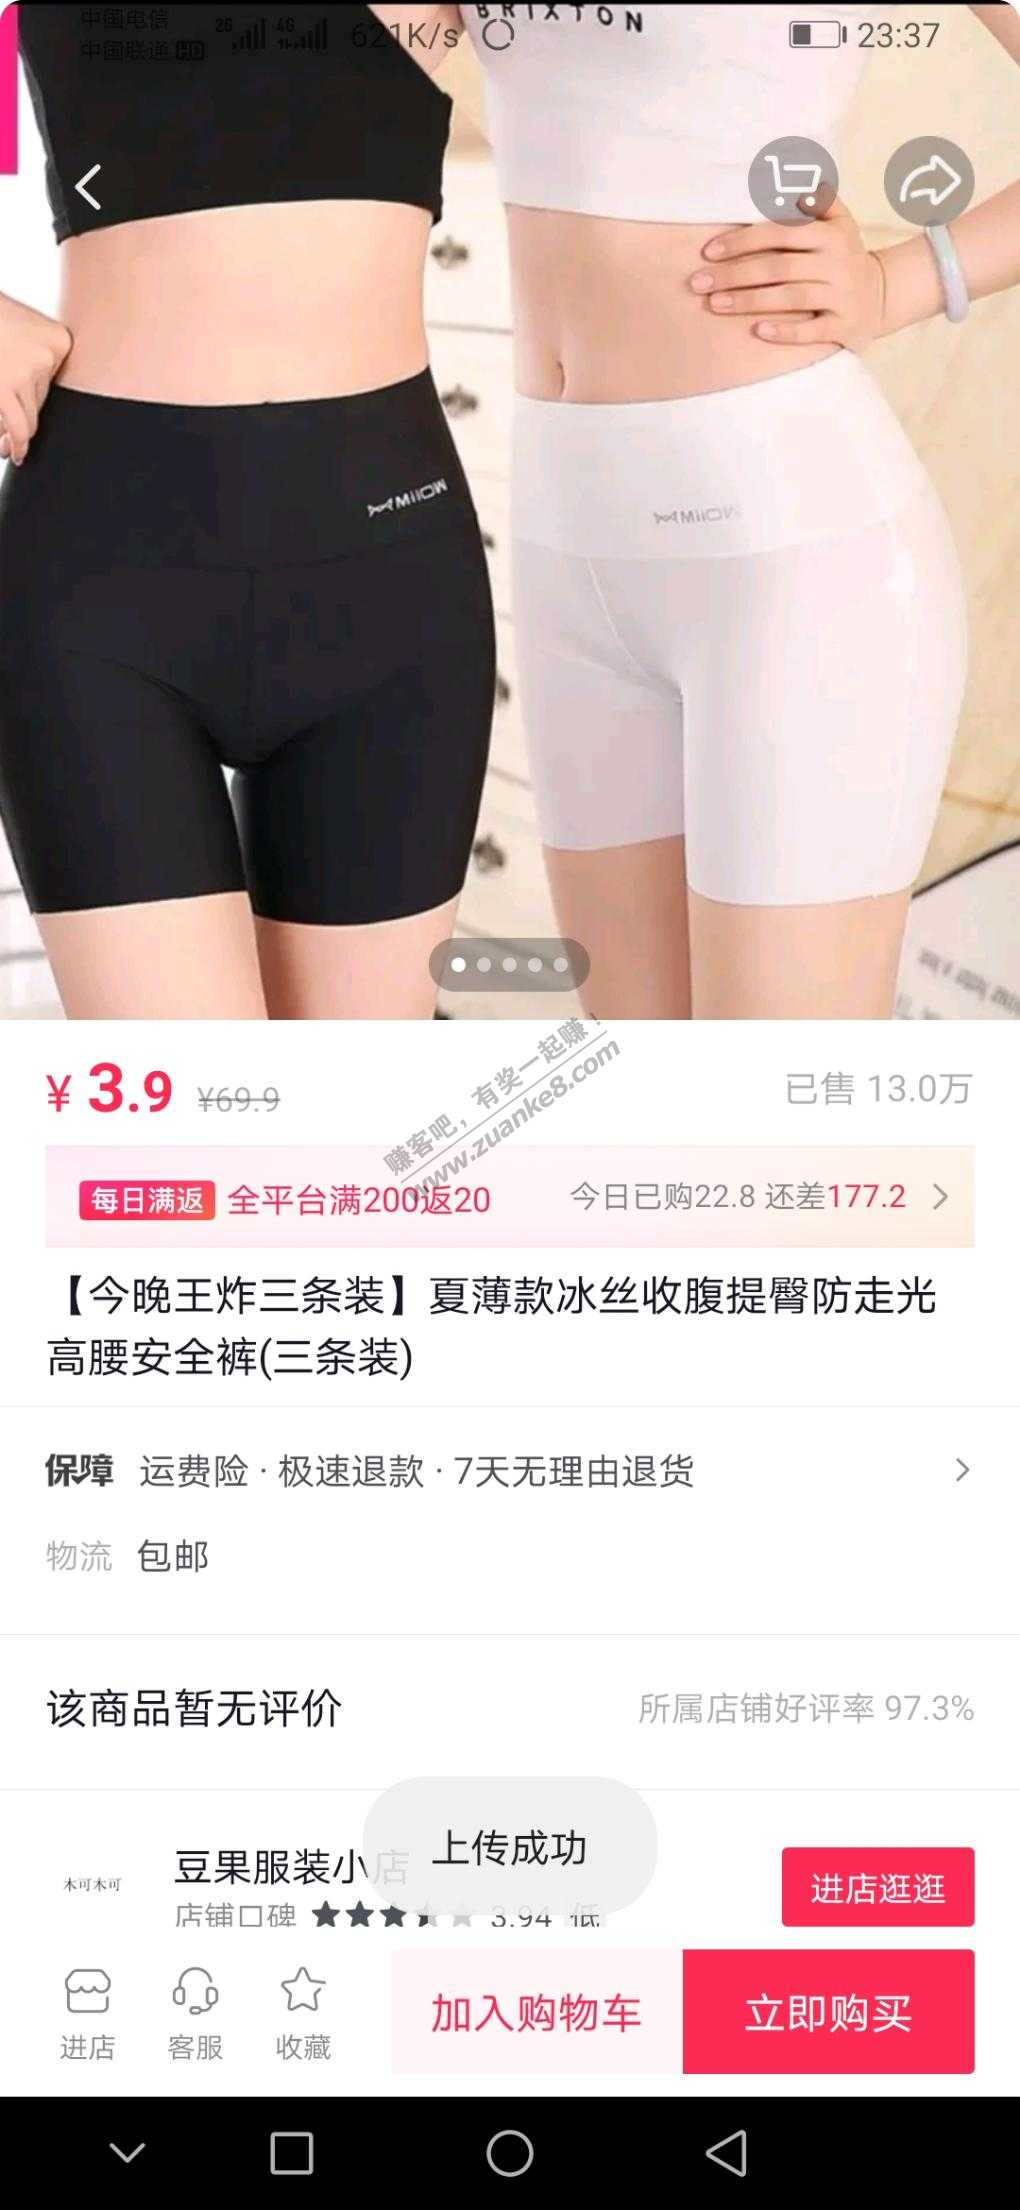 BRIXTON
中国电信
中国联通 HD
2G 4G 621K/s 23:37
MiiOW
MiiOW
¥ 3.9 ¥69.9 已售 13.0万
赚客吧，有奖一起赚！
www.zuanke8.com
每日满返 全平台满200返20 今日已购22.8 还差177.2
【今晚王炸三条装】夏薄款冰丝收腹提臀防走光
高腰安全裤(三条装)
保障 运费险 · 极速退款 · 7天无理由退货
物流 包邮
该商品暂无评价 所属店铺好评率 97.3%
上传成功
木可木可
豆果服装小店
进店逛逛
店铺口碑 3.94 低
进店 客服 收藏
加入购物车 立即购买